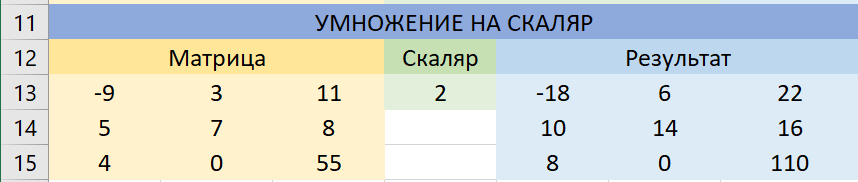 11 УМНОЖЕНИЕ НА СКАЛЯР
12 Матрица Скаляр Результат
13 -9 3 11 2 -18 6 22
14 5 7 8 10 14 16
15 4 0 55 8 0 110